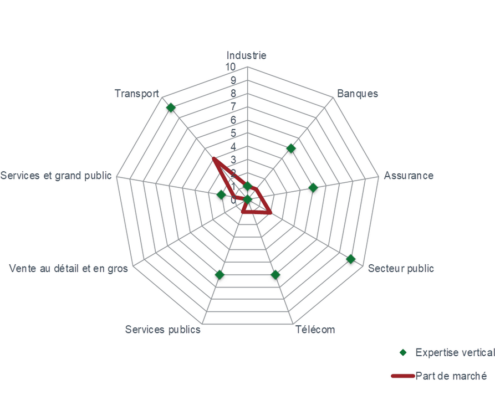 Industrie
10
9
8
7
6
5
4
3
2
1
0
Banques
Assurance
Secteur public
Télécom
Services publics
Vente au détail et en gros
Services et grand public
Transport
Expertise vertical
Part de marché